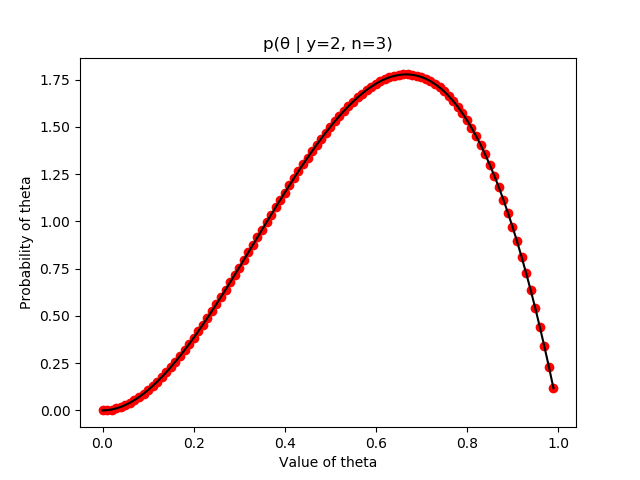 p(θ | y=2, n=3)
Probability of theta
1.75
1.50
1.25
1.00
0.75
0.50
0.25
0.00
0.0 0.2 0.4 0.6 0.8 1.0
Value of theta